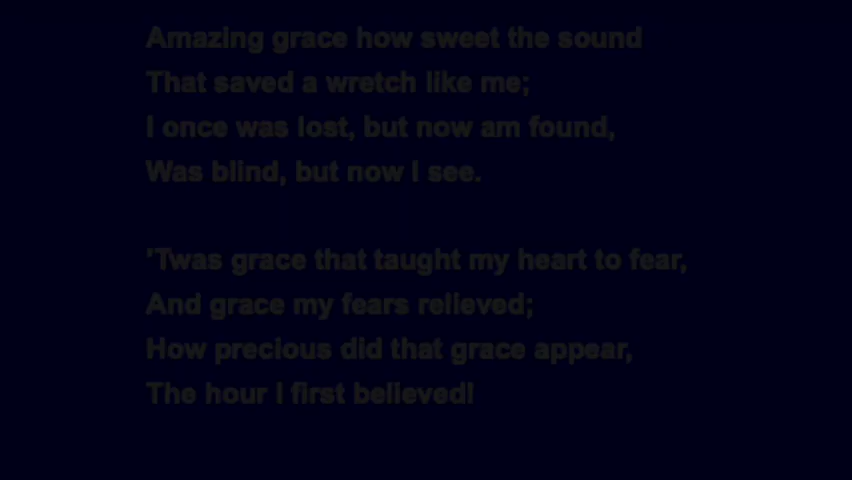 Amazing grace how sweet the sound
That saved a wretch like me;
I once was lost, but now am found,
Was blind, but now I see.
'Twas grace that taught my heart to fear,
And grace my fears relieved;
How precious did that grace appear,
The hour I first believed!